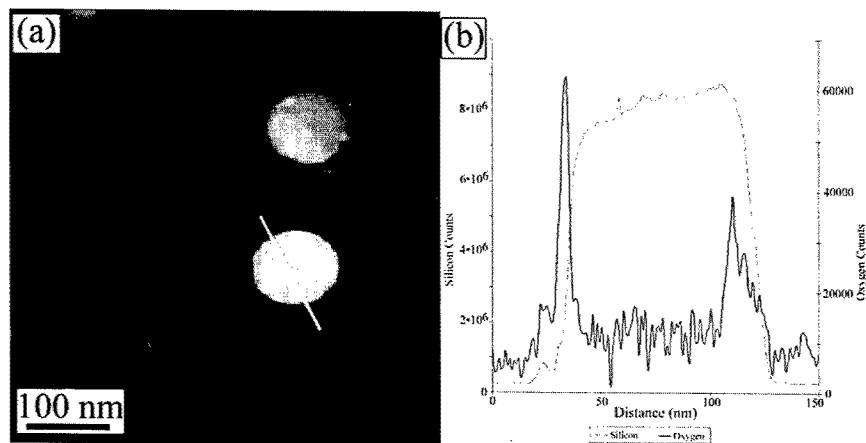 (a)
100 nm
(b)
Silicon Counts
8•10⁶
6•10⁶
4•10⁶
2•10⁶
0
60000
40000
20000
0
Oxygen Counts
0 50 100 150
Distance (nm)
Silicon Oxygen